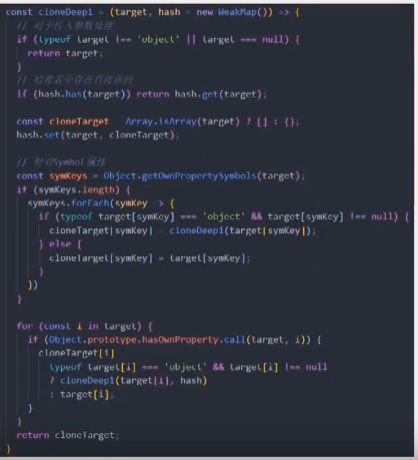 const cloneDeep1 = (target, hash = new WeakMap()) => {
// 对于传入参数处理
if (typeof target !== 'object' || target === null) {
return target;
}
// 哈希表中存在直接返回
if (hash.has(target)) return hash.get(target);
const cloneTarget = Array.isArray(target) ? [] : {};
hash.set(target, cloneTarget);
// 针对Symbol属性
const symKeys = Object.getOwnPropertySymbols(target);
if (symKeys.length) {
symKeys.forEach(symKey => {
if (typeof target[symKey] === 'object' && target[symKey] !== null) {
cloneTarget[symKey] = cloneDeep1(target[symKey]);
} else {
cloneTarget[symKey] = target[symKey];
}
})
}
for (const i in target) {
if (Object.prototype.hasOwnProperty.call(target, i)) {
cloneTarget[i] =
typeof target[i] === 'object' && target[i] !== null
? cloneDeep1(target[i], hash)
: target[i];
}
}
return cloneTarget;
}